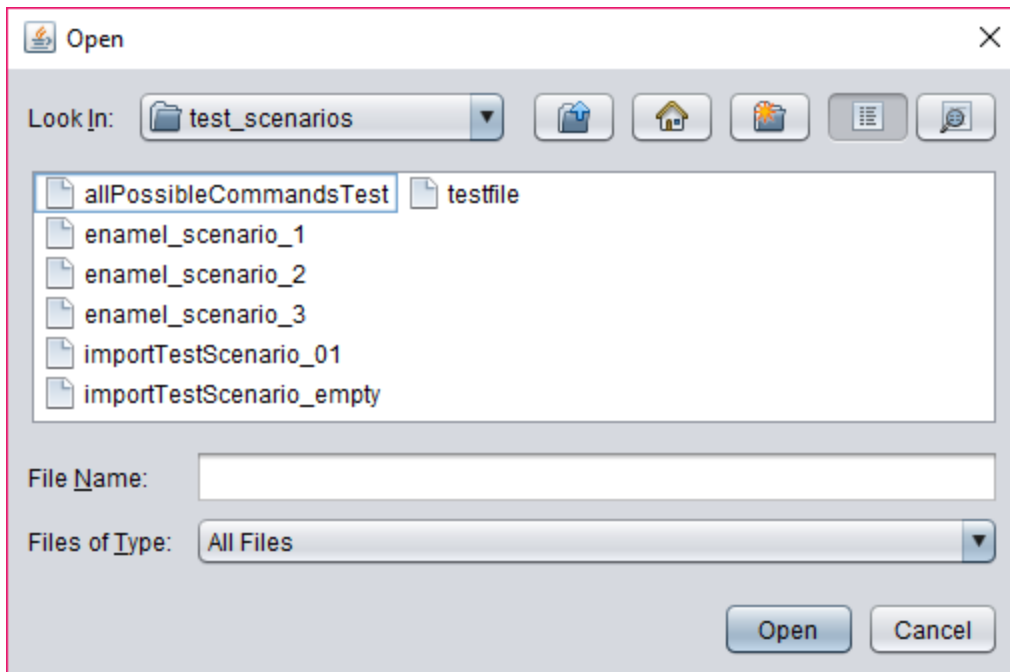 Open
Look In: test_scenarios
allPossibleCommandsTest testfile
enamel_scenario_1
enamel_scenario_2
enamel_scenario_3
importTestScenario_01
importTestScenario_empty
File Name:
Files of Type: All Files
Open Cancel